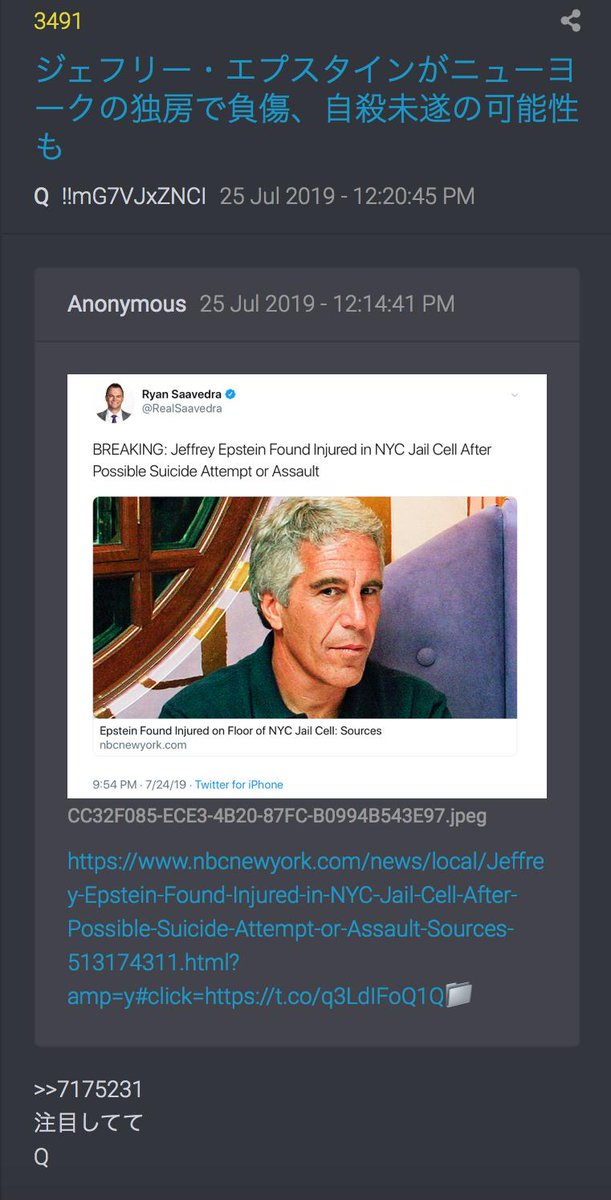 3491
ジェフリー・エプスタインがニューヨ
ークの独房で負傷、自殺未遂の可能性
も
Q !!mG7VJxZNCI 25 Jul 2019 - 12:20:45 PM
Anonymous 25 Jul 2019 - 12:14:41 PM
Ryan Saavedra
@RealSaavedra
BREAKING: Jeffrey Epstein Found Injured in NYC Jail Cell After
Possible Suicide Attempt or Assault
Epstein Found Injured on Floor of NYC Jail Cell: Sources
nbcnewyork.com
9:54 PM · 7/24/19 · Twitter for iPhone
CC32F085-ECE3-4B20-87FC-B0994B543E97.jpeg
https://www.nbcnewyork.com/news/local/Jeffre
y-Epstein-Found-Injured-in-NYC-Jail-Cell-After-
Possible-Suicide-Attempt-or-Assault-Sources-
513174311.html?
amp=y#click=https://t.co/q3LdIFoQ1Q
>>7175231
注目してて
Q